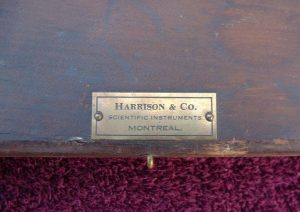 HARRISON & CO.
SCIENTIFIC INSTRUMENTS
MONTREAL.